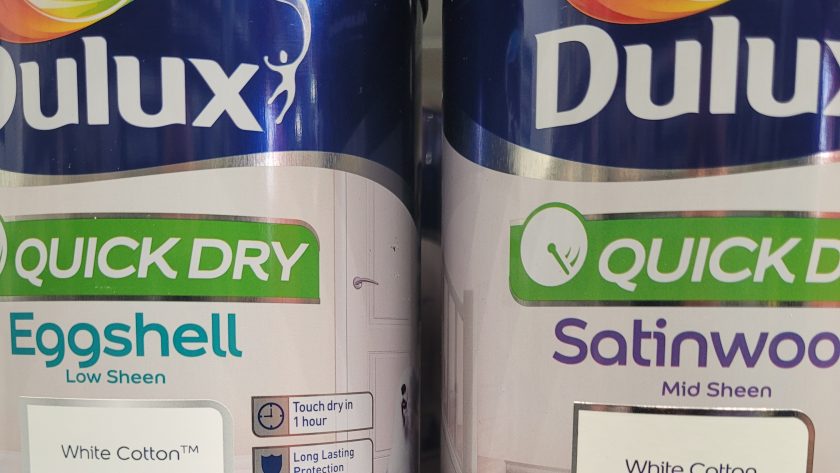 Dulux
QUICK DRY
Eggshell
Low Sheen
Touch dry in
1 hour
Long Lasting
Protection
White Cotton™
Dulux
QUICK D
Satinwoo
Mid Sheen
White Cotton